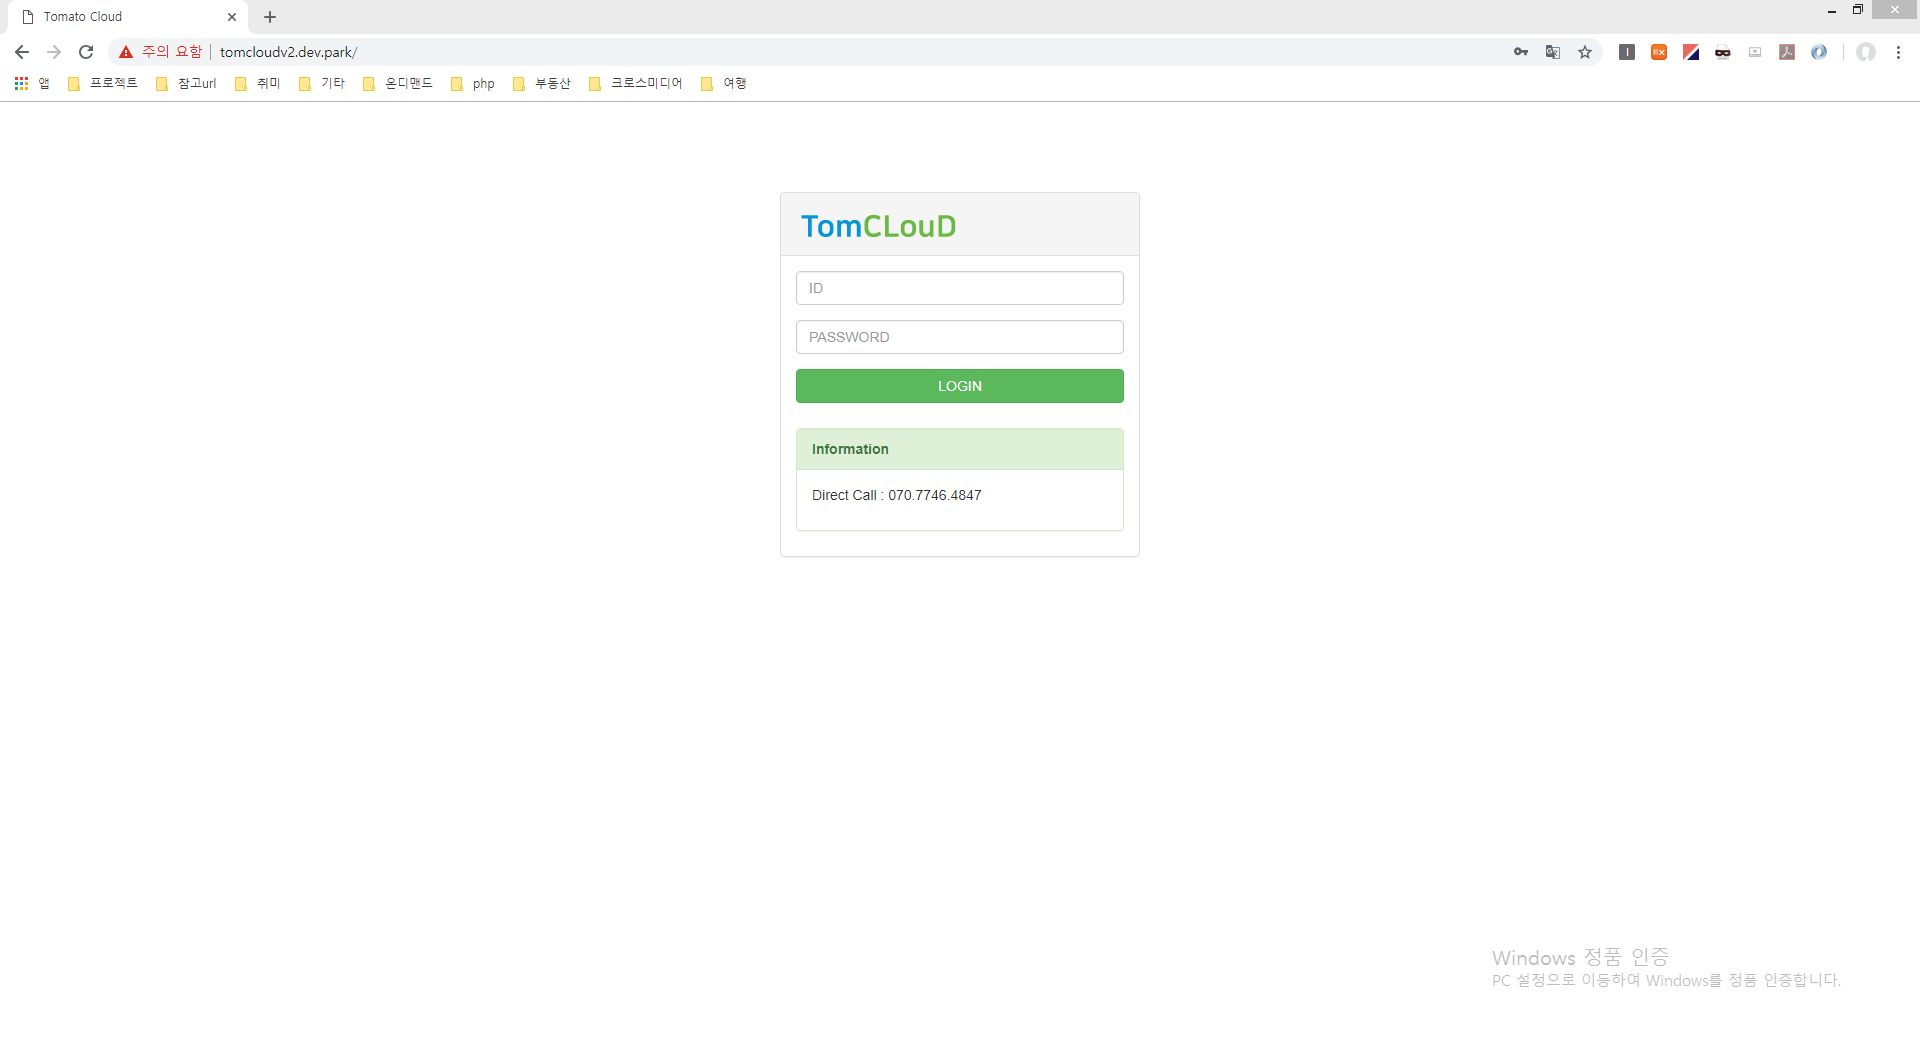 Tomato Cloud
주의 요함 tomcloudv2.dev.park/
앱 프로젝트 참고url 취미 기타 온디맨드 php 부동산 크로스미디어 여행
TomCLouD
ID
PASSWORD
LOGIN
Information
Direct Call : 070.7746.4847
Windows 정품 인증
PC 설정으로 이동하여 Windows를 정품 인증합니다.